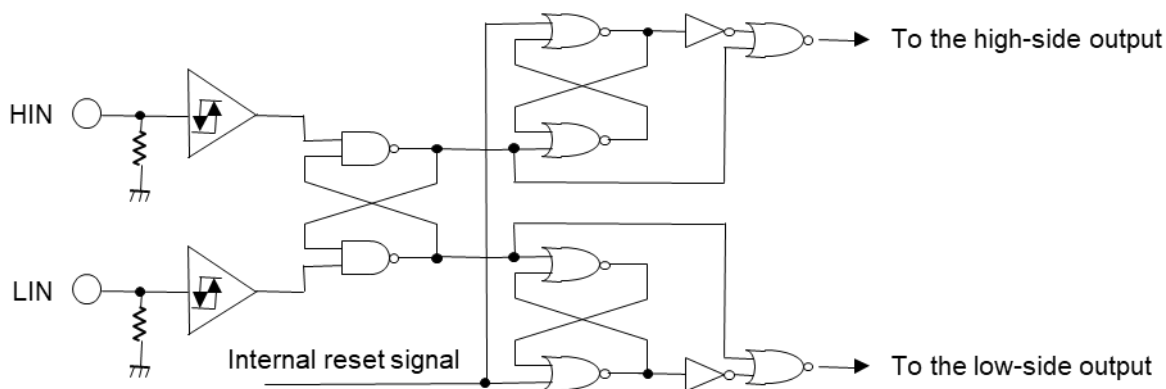 To the high-side output
HIN
LIN
Internal reset signal
To the low-side output